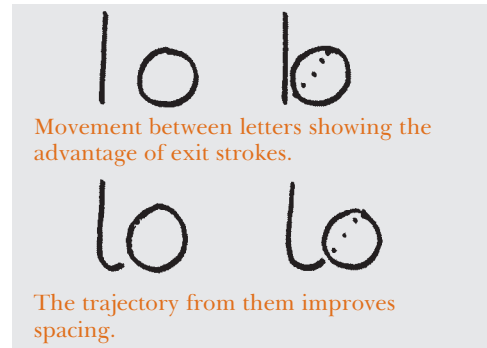 lo lo
Movement between letters showing the
advantage of exit strokes.
lo lo
The trajectory from them improves
spacing.